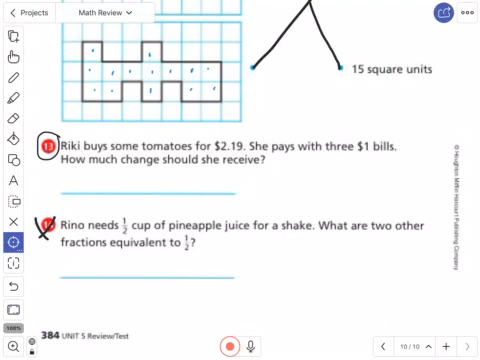 Projects
Math Review
15 square units
13 Riki buys some tomatoes for $2.19. She pays with three $1 bills.
How much change should she receive?
Rino needs 1/2 cup of pineapple juice for a shake. What are two other
fractions equivalent to 1/2?
© Houghton Mifflin Harcourt Publishing Company
384 UNIT 5 Review/Test
100%
10 / 10